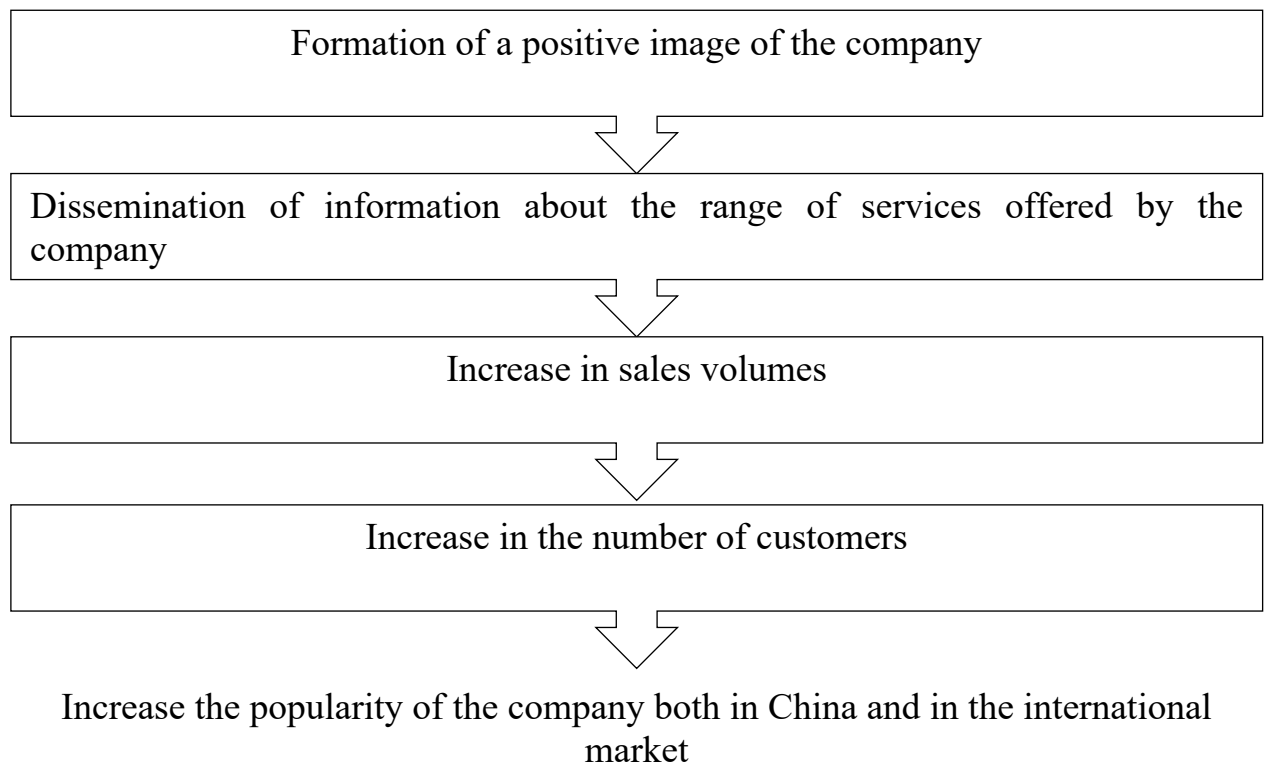 Formation of a positive image of the company
Dissemination of information about the range of services offered by the
company
Increase in sales volumes
Increase in the number of customers
Increase the popularity of the company both in China and in the international
market